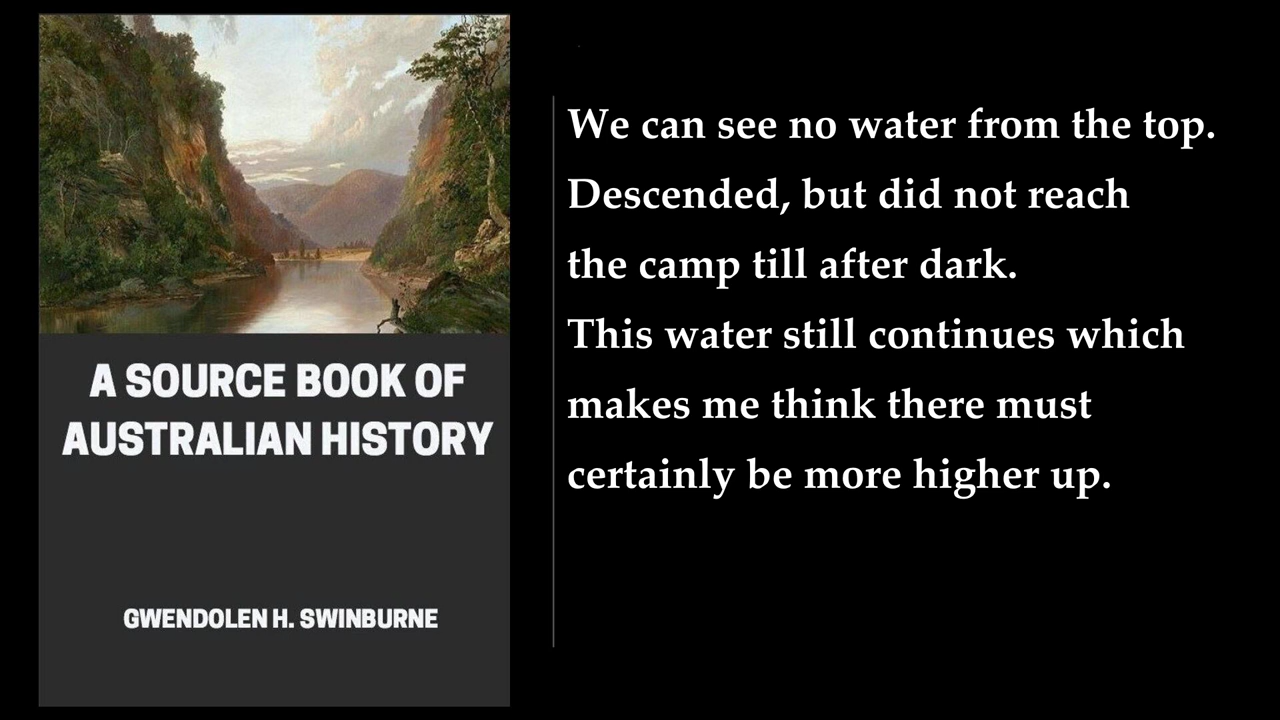 A SOURCE BOOK OF
AUSTRALIAN HISTORY
GWENDOLEN H. SWINBURNE
We can see no water from the top.
Descended, but did not reach
the camp till after dark.
This water still continues which
makes me think there must
certainly be more higher up.